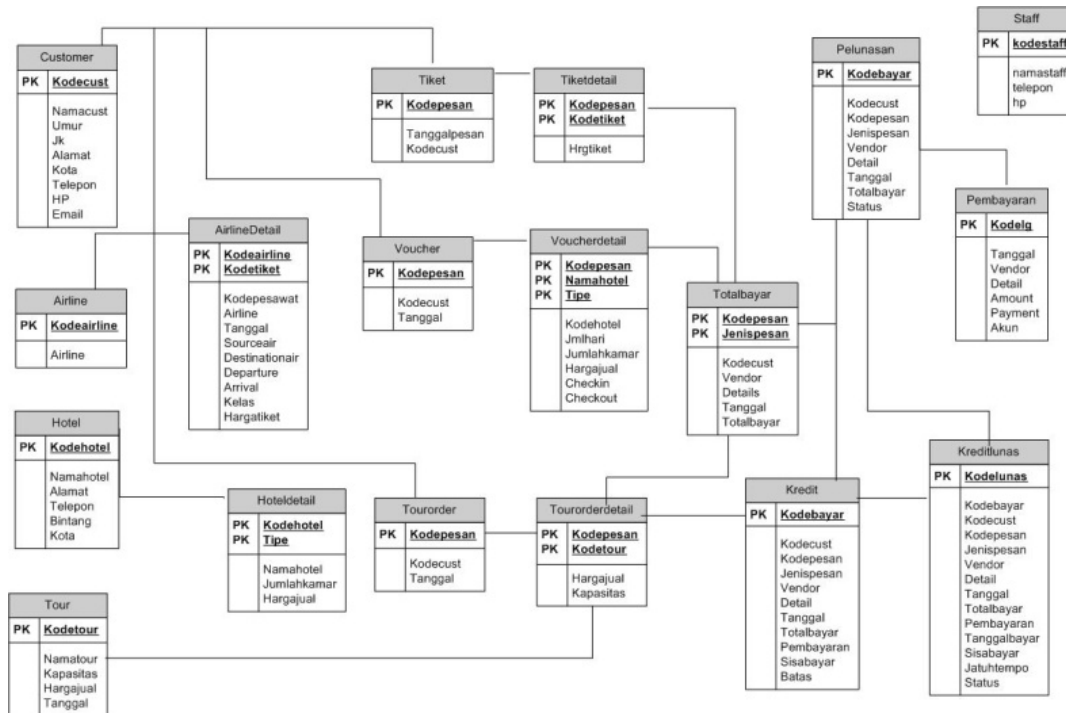 Customer
PK Kodecust
Namacust
Umur
Jk
Alamat
Kota
Telepon
HP
Email
Tiket
PK Kodepesan
Tanggalpesan
Kodecust
Tiketdetail
PK Kodepesan
PK Kodetiket
Hrgtiket
Pelunasan
PK Kodebayar
Kodecust
Kodepesan
Jenispesan
Vendor
Detail
Tanggal
Totalbayar
Status
Staff
PK kodestaff
namastaff
telepon
hp
Pembayaran
PK Kodelg
Tanggal
Vendor
Detail
Amount
Payment
Akun
AirlineDetail
PK Kodeairline
PK Kodetiket
Kodepesawat
Airline
Tanggal
Sourceair
Destinationair
Departure
Arrival
Kelas
Hargatiket
Airline
PK Kodeairline
Airline
Voucher
PK Kodepesan
Kodecust
Tanggal
Voucherdetail
PK Kodepesan
PK Namahotel
PK Tipe
Kodehotel
Jmlhari
Jumlahkamar
Hargajual
Checkin
Checkout
Totalbayar
PK Kodepesan
PK Jenispesan
Kodecust
Vendor
Details
Tanggal
Totalbayar
Hotel
PK Kodehotel
Namahotel
Alamat
Telepon
Bintang
Kota
Hoteldetail
PK Kodehotel
PK Tipe
Namahotel
Jumlahkamar
Hargajual
Tourorder
PK Kodepesan
Kodecust
Tanggal
Tourorderdetail
PK Kodepesan
PK Kodetour
Hargajual
Kapasitas
Kredit
PK Kodebayar
Kodecust
Kodepesan
Jenispesan
Vendor
Detail
Tanggal
Totalbayar
Pembayaran
Sisabayar
Batas
Kreditlunas
PK Kodelunas
Kodebayar
Kodecust
Kodepesan
Jenispesan
Vendor
Detail
Tanggal
Totalbayar
Pembayaran
Tanggalbayar
Sisabayar
Jatuhtempo
Status
Tour
PK Kodetour
Namatour
Kapasitas
Hargajual
Tanggal